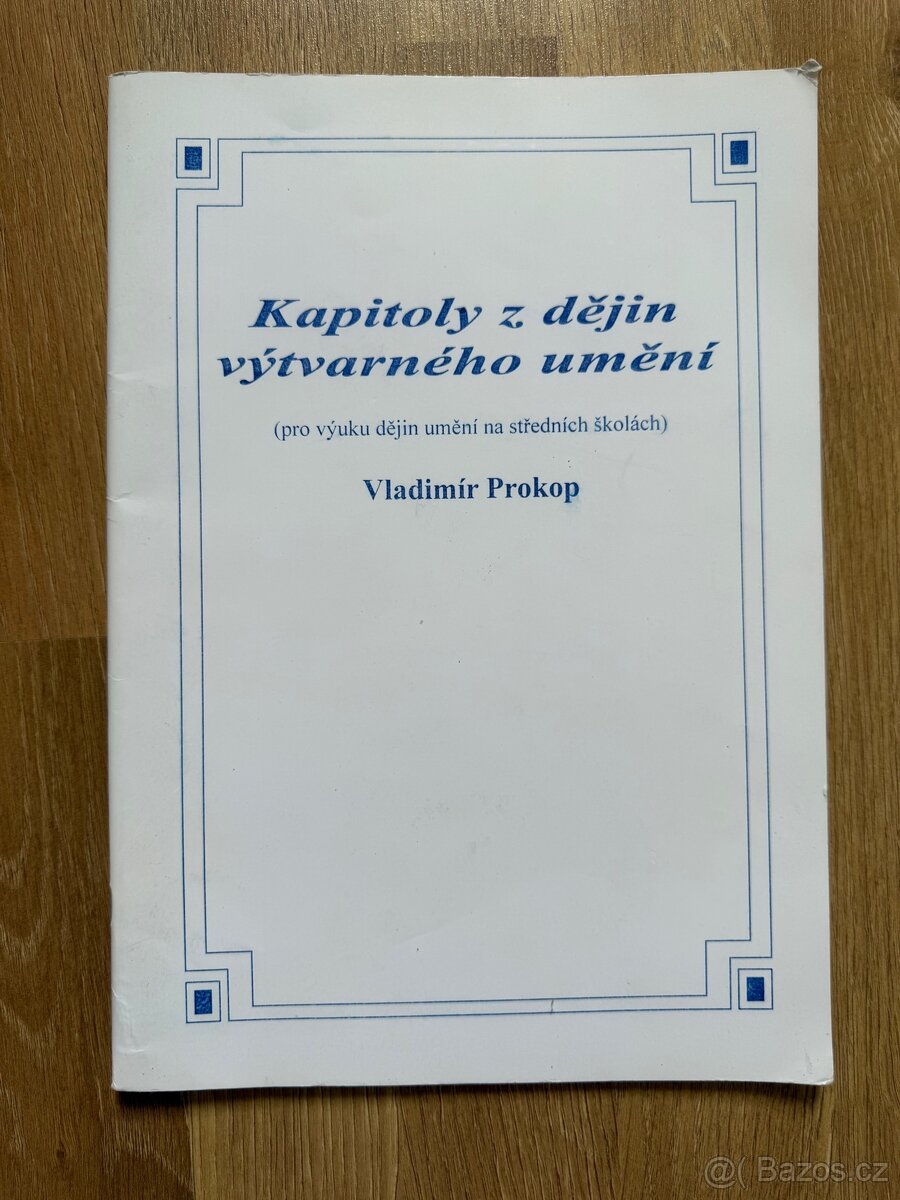 Kapitoly z dějin
výtvarného umění
(pro výuku dějin umění na středních školách)
Vladimír Prokop
@( Bazos.cz